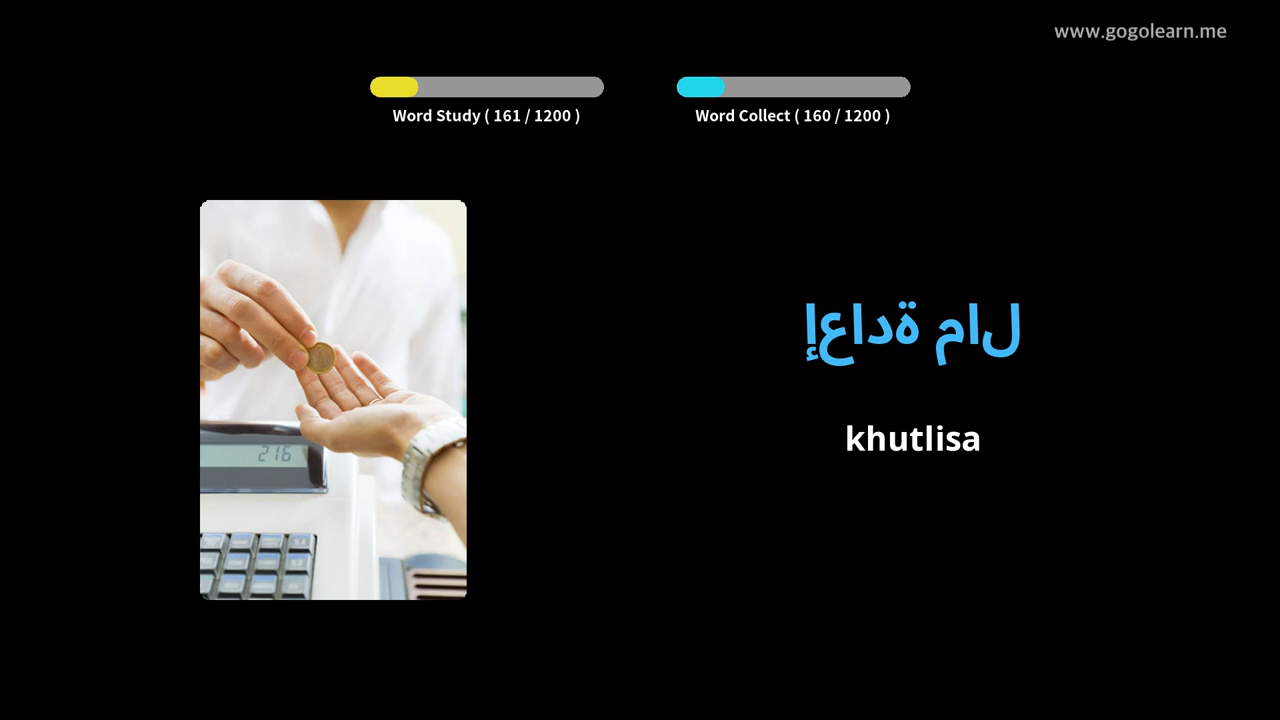 www.gogolearn.me
Word Study ( 161 / 1200 )
Word Collect ( 160 / 1200 )
إعادة مال
khutlisa
216